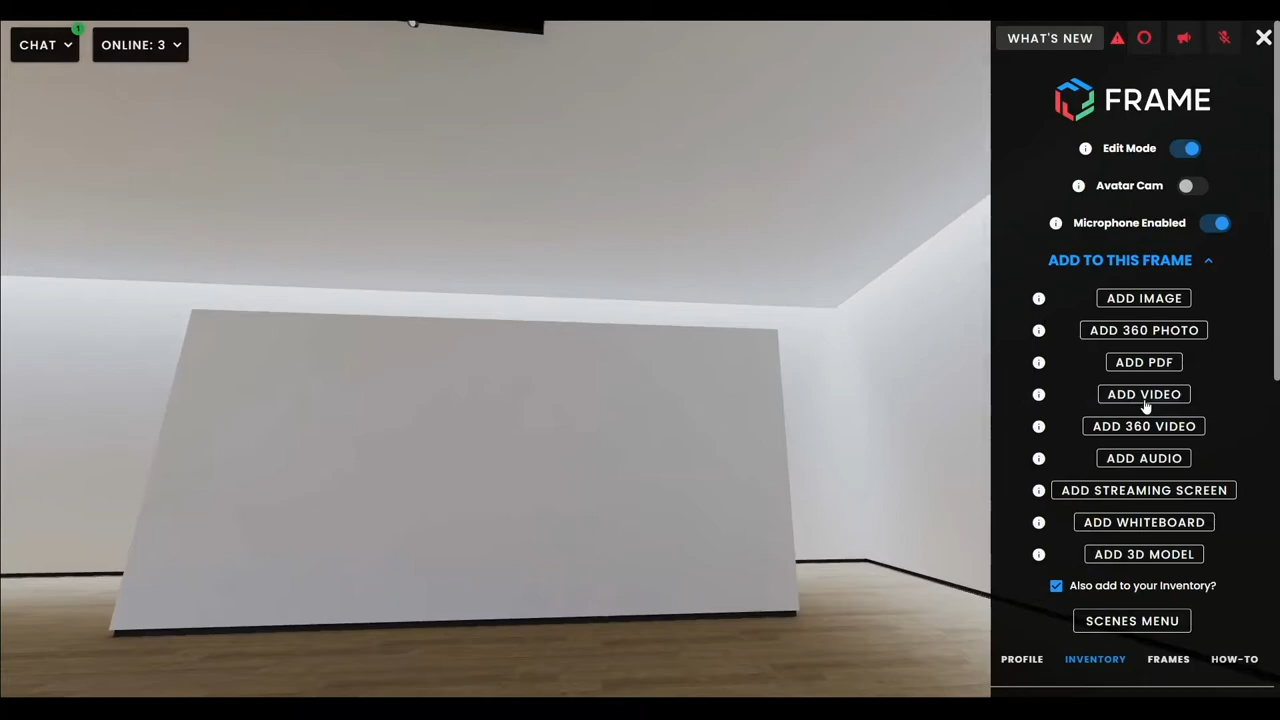 CHAT
1
ONLINE: 3
WHAT'S NEW
FRAME
Edit Mode
Avatar Cam
Microphone Enabled
ADD TO THIS FRAME
ADD IMAGE
ADD 360 PHOTO
ADD PDF
ADD VIDEO
ADD 360 VIDEO
ADD AUDIO
ADD STREAMING SCREEN
ADD WHITEBOARD
ADD 3D MODEL
Also add to your Inventory?
SCENES MENU
PROFILE INVENTORY FRAMES HOW-TO